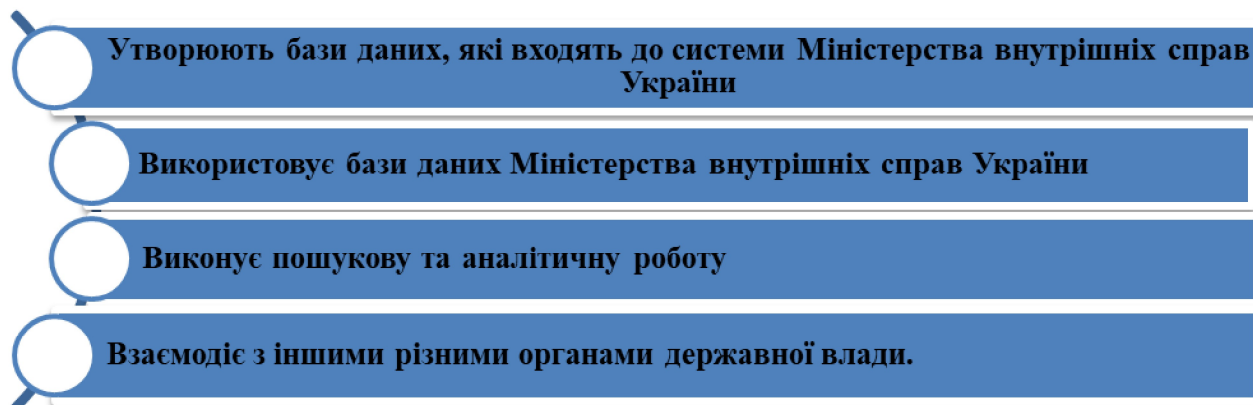 Утворюють бази даних, які входять до системи Міністерства внутрішніх справ
України
Використовує бази даних Міністерства внутрішніх справ України
Виконує пошукову та аналітичну роботу
Взаємодіє з іншими різними органами державної влади.